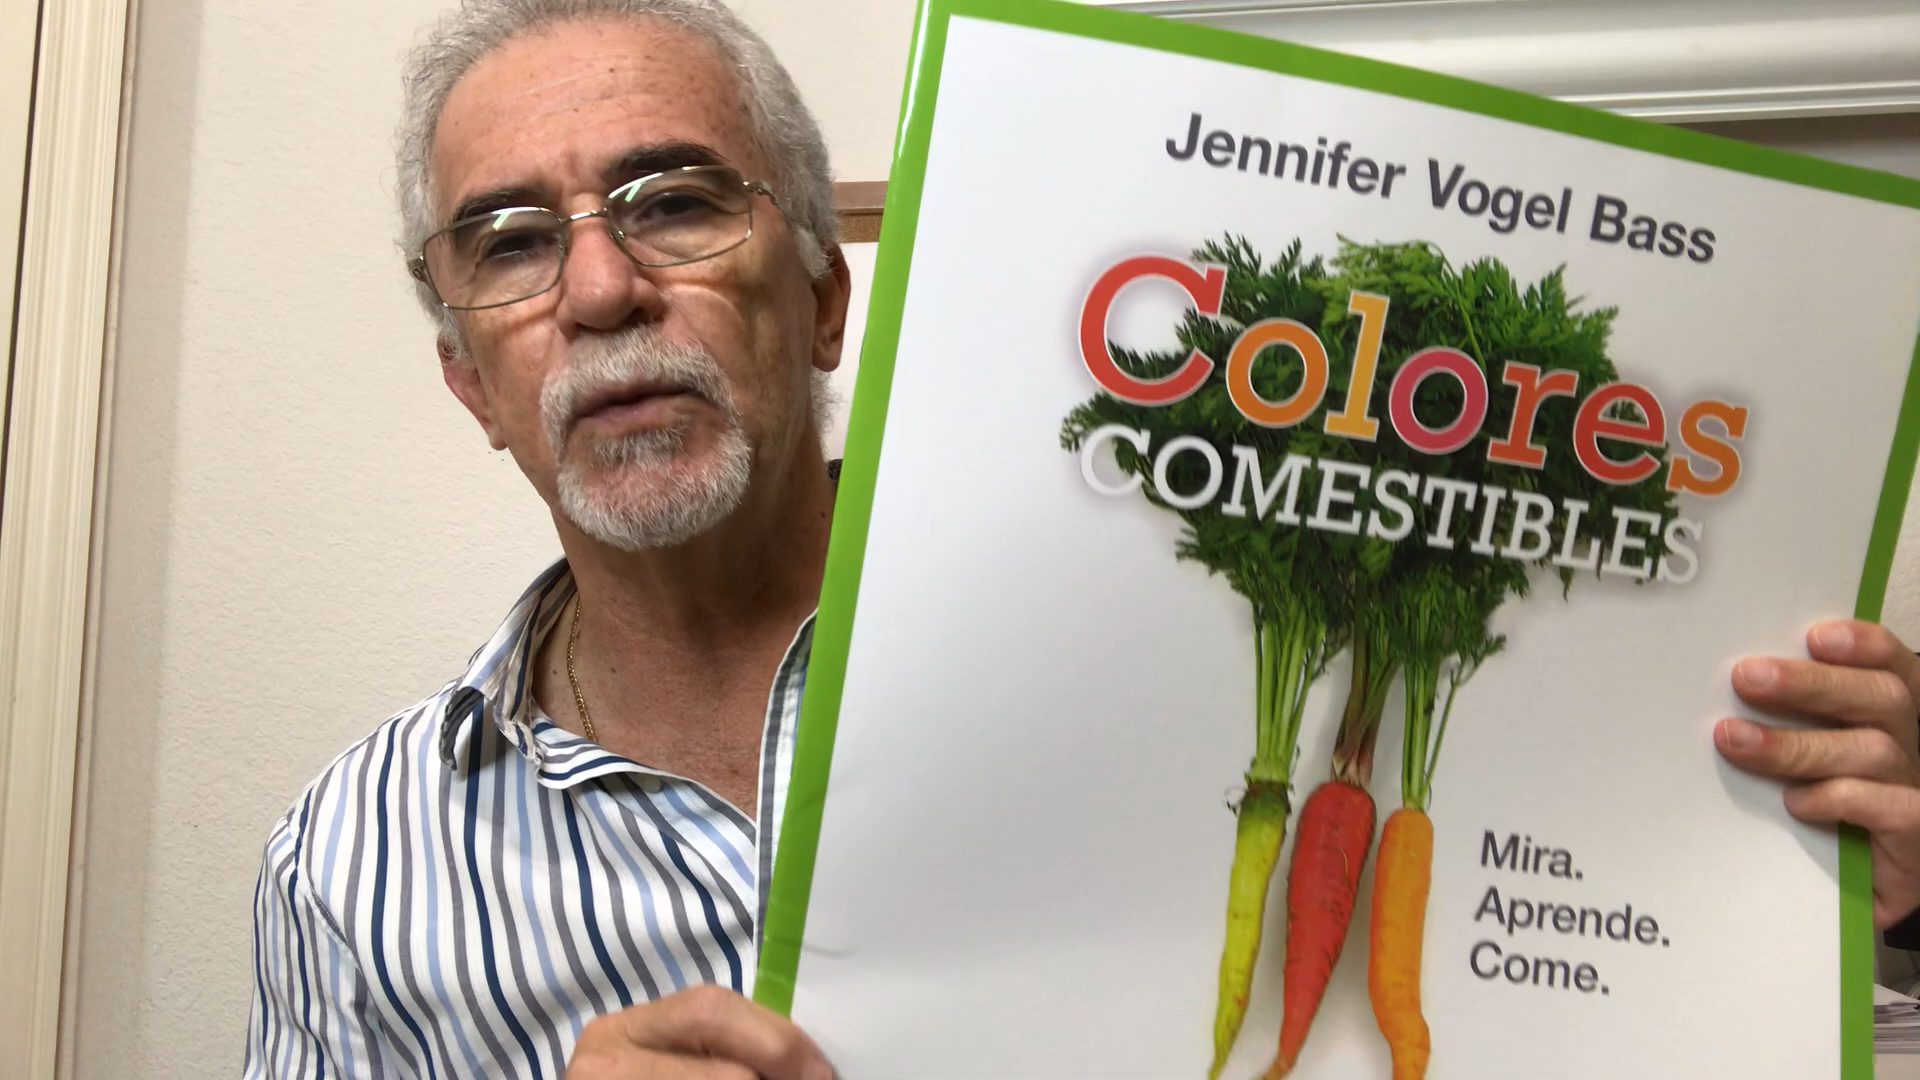 Jennifer Vogel Bass
Colores
COMESTIBLES
Mira.
Aprende.
Come.